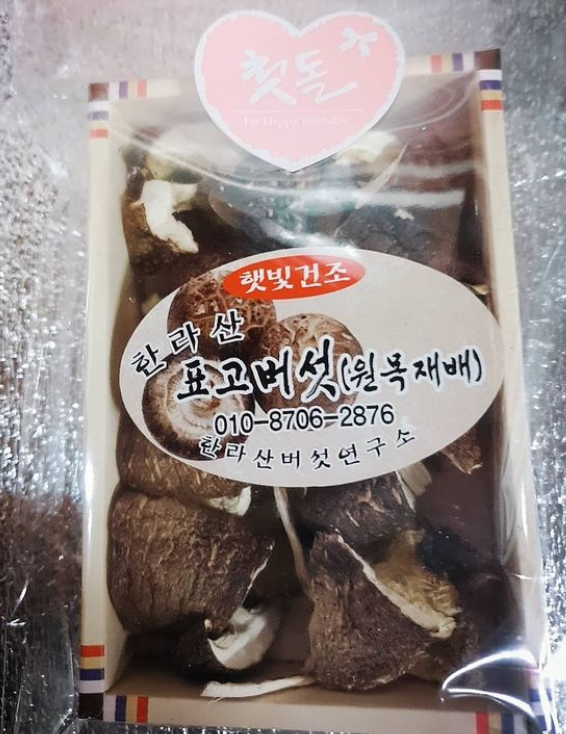 첫돌
1st Happy Birthday
햇빛건조
한라산
표고버섯(원목재배)
010-8706-2876
한라산버섯연구소